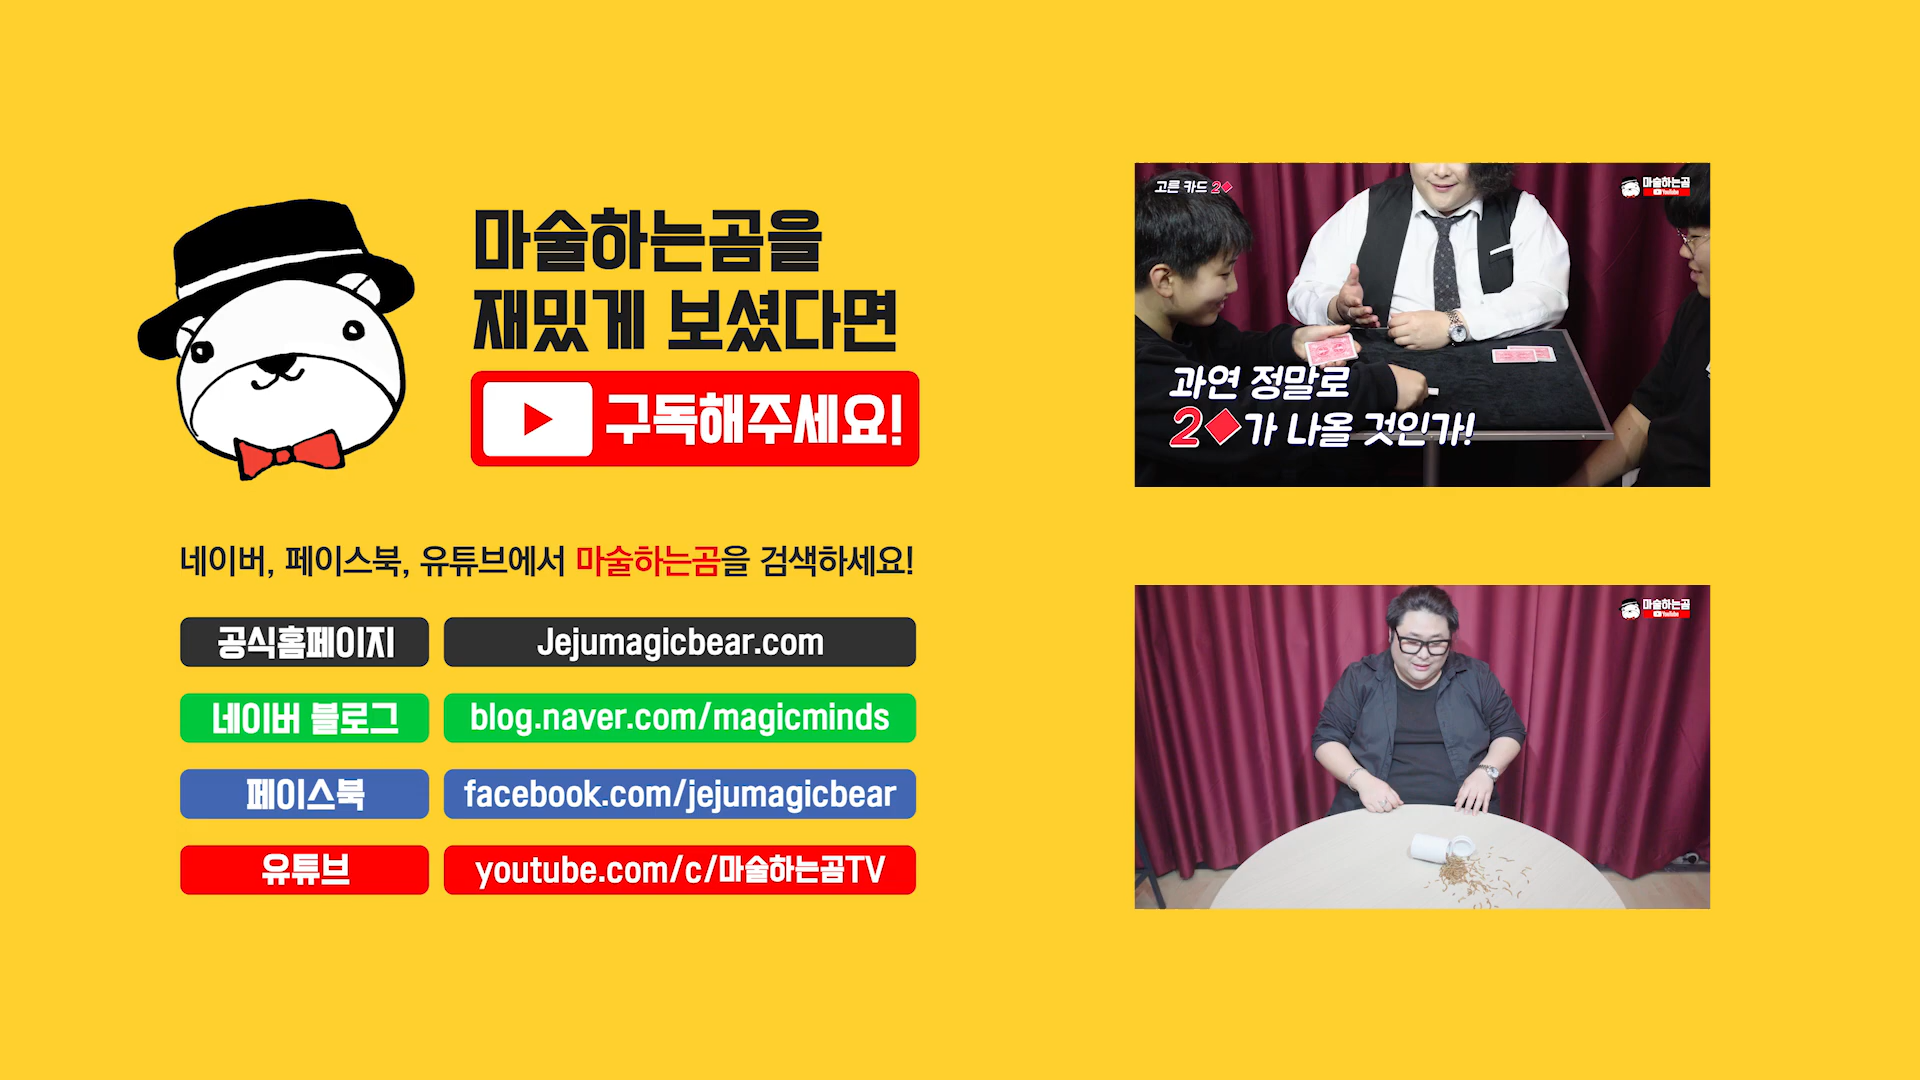 마술하는곰을
재밌게 보셨다면
구독해주세요!
네이버, 페이스북, 유튜브에서 마술하는곰을 검색하세요!
공식홈페이지 Jejumagicbear.com
네이버 블로그 blog.naver.com/magicminds
페이스북 facebook.com/jejumagicbear
유튜브 youtube.com/c/마술하는곰TV
고른 카드 2♦
마술하는곰
YouTube
과연 정말로
2♦가 나올 것인가!
마술하는곰
YouTube